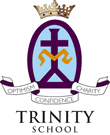 OPTIMISM CHARITY
CONFIDENCE
TRINITY
SCHOOL